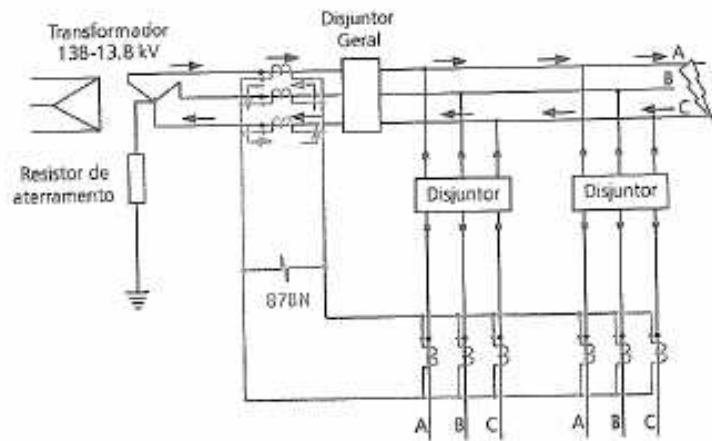 Transformador
138-13.8 kV
Disjuntor
Geral
A
B
C
Resistor de
aterramento
Disjuntor
Disjuntor
87BN
A
B
C
A
B
C